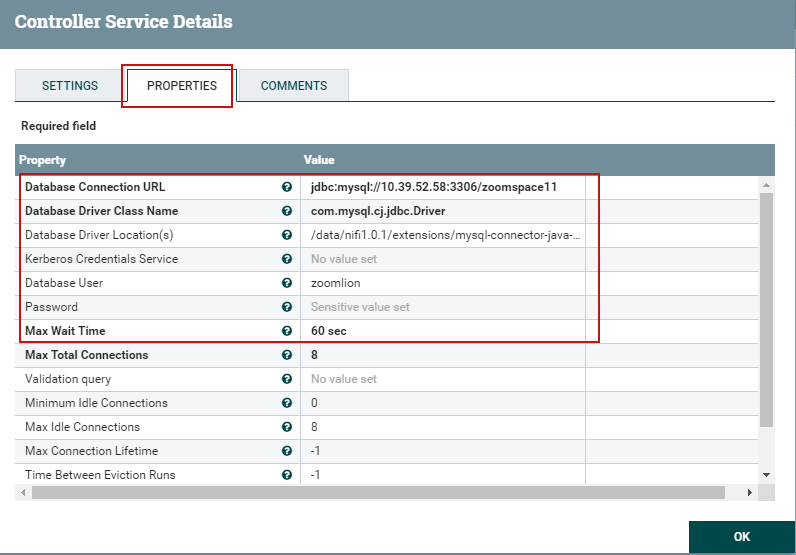 Controller Service Details
SETTINGS PROPERTIES COMMENTS
Required field
Property Value
Database Connection URL jdbc:mysql://10.39.52.58:3306/zoomspace11
Database Driver Class Name com.mysql.cj.jdbc.Driver
Database Driver Location(s) /data/nifi1.0.1/extensions/mysql-connector-java-...
Kerberos Credentials Service No value set
Database User zoomlion
Password Sensitive value set
Max Wait Time 60 sec
Max Total Connections 8
Validation query No value set
Minimum Idle Connections 0
Max Idle Connections 8
Max Connection Lifetime -1
Time Between Eviction Runs -1
OK